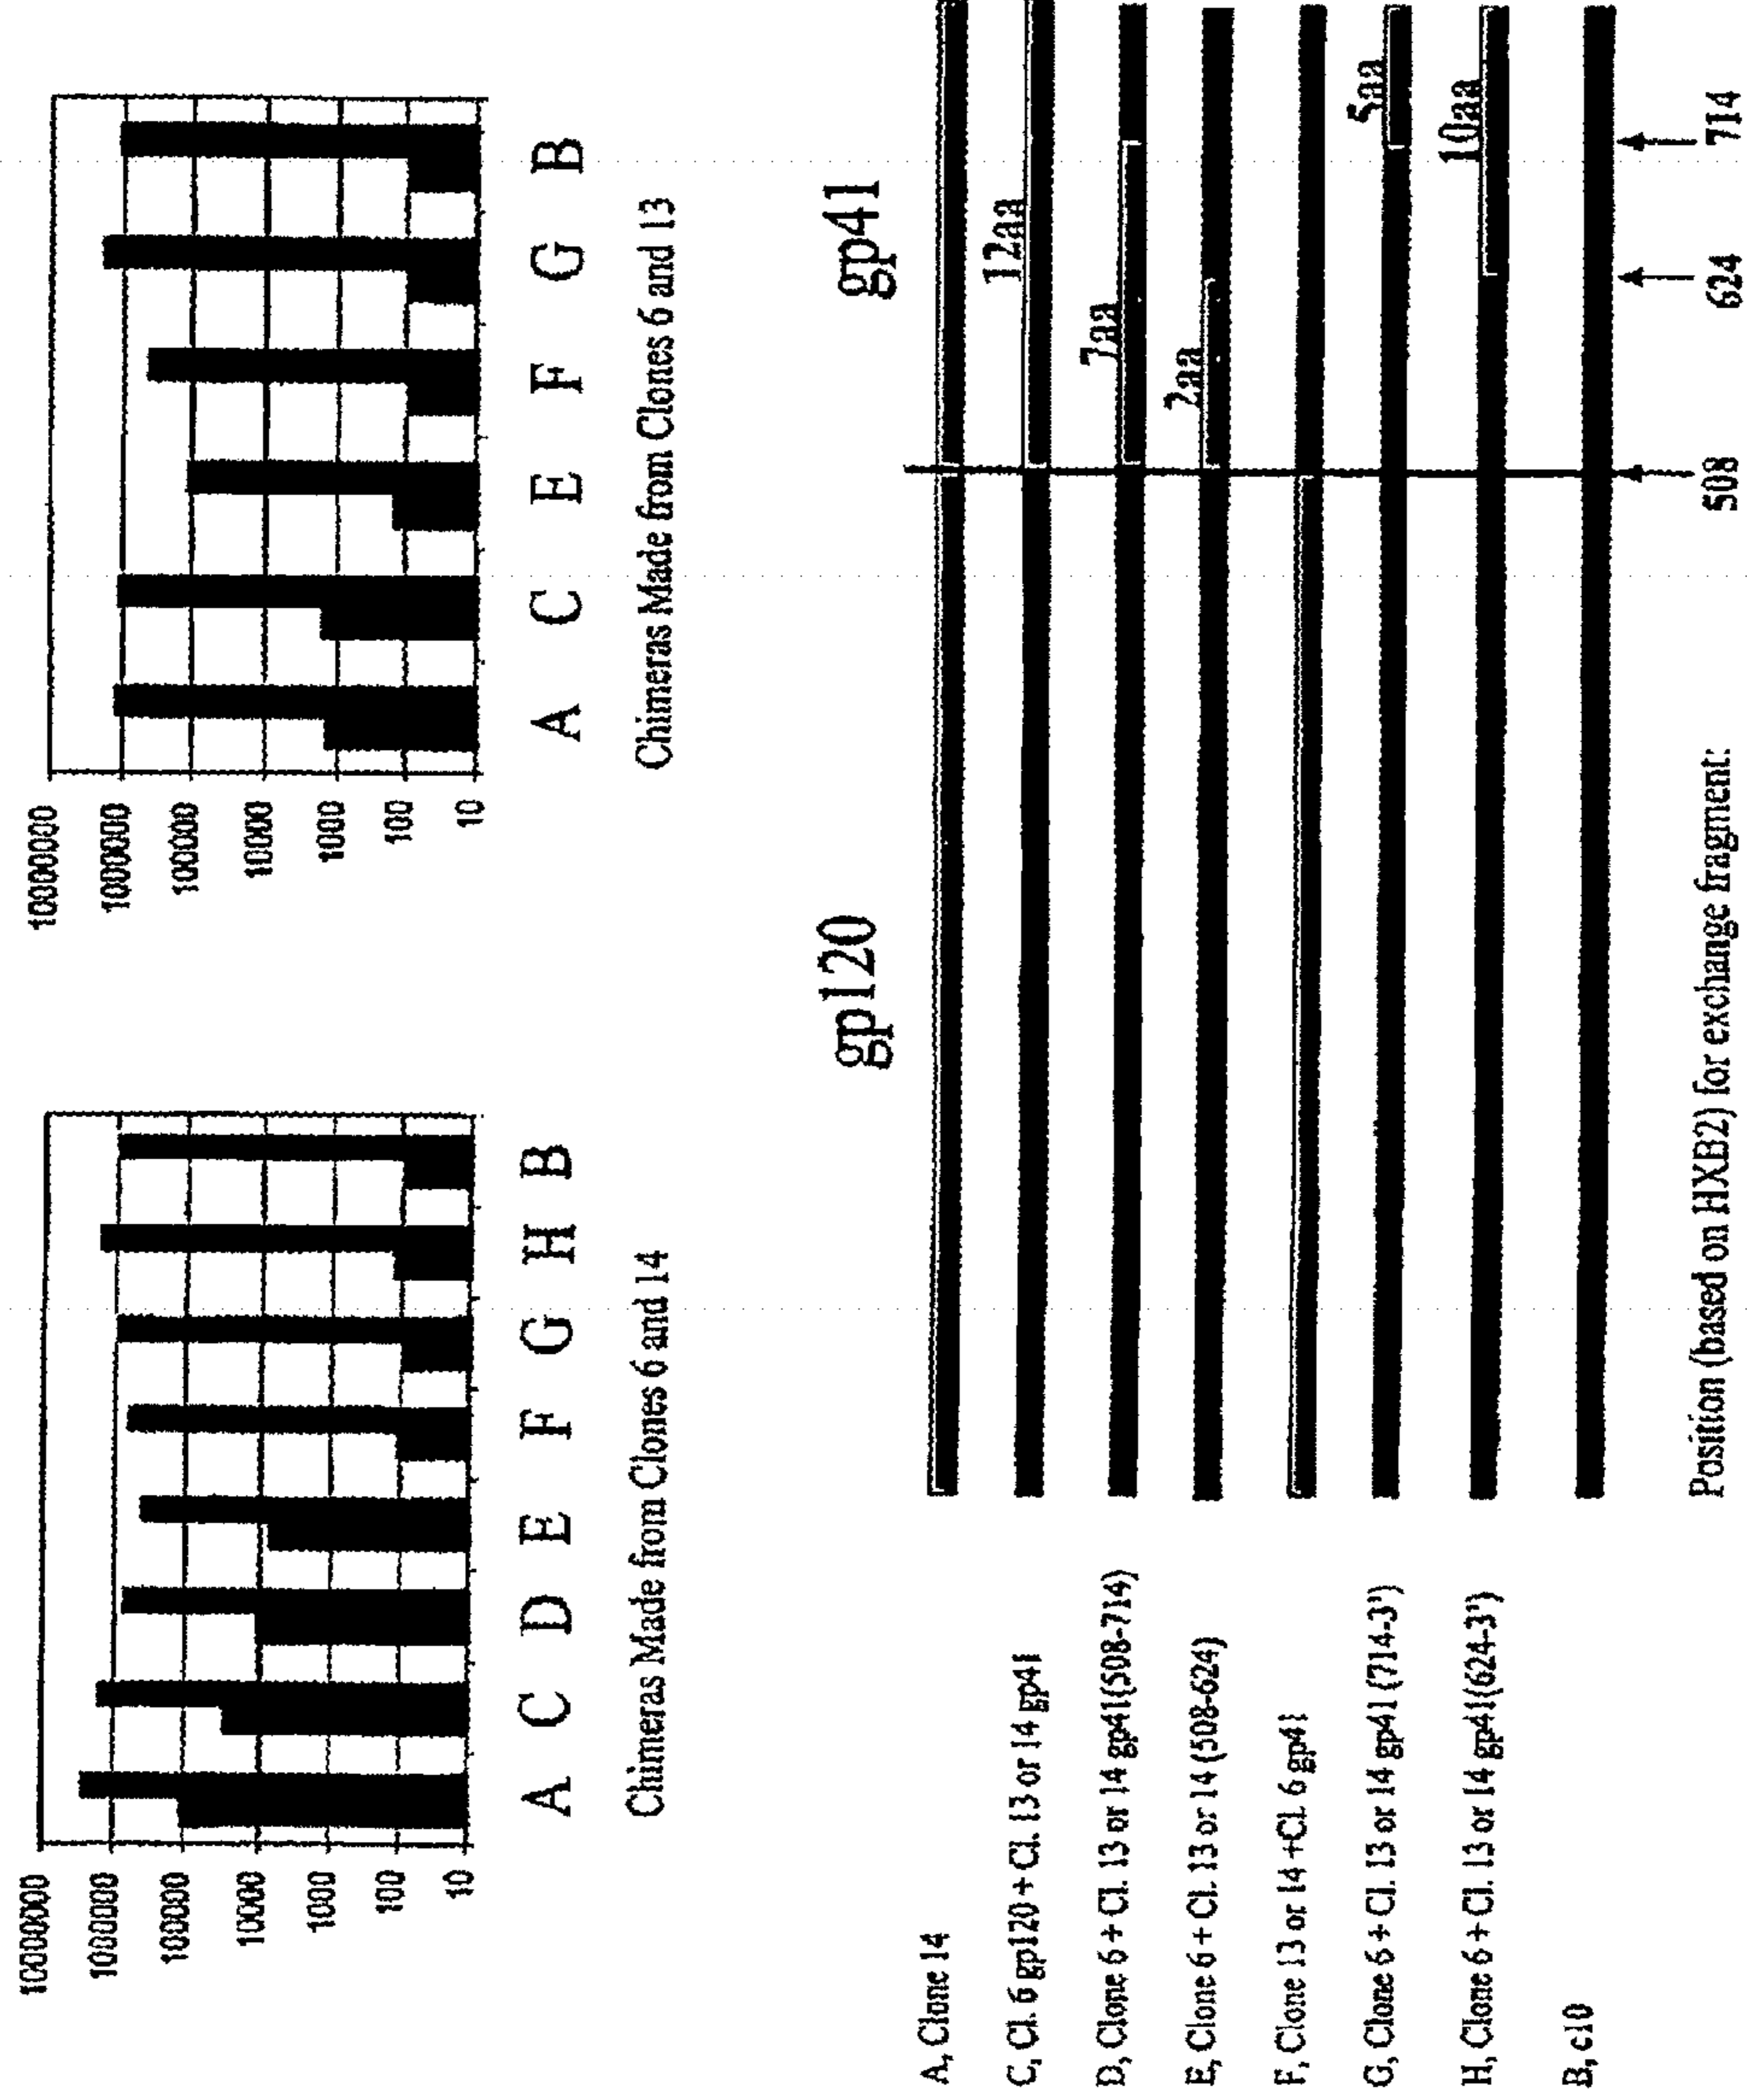 10000000
1000000
100000
10000
1000
100
10
A C D E F G H B
Chimeras Made from Clones 6 and 14
10000000
1000000
100000
10000
1000
100
10
A C E F G B
Chimeras Made from Clones 6 and 13
gp120
gp41
A, Clone 14
C, Cl. 6 gp120 + Cl. 13 or 14 gp41
12aa
D, Clone 6 + Cl. 13 or 14 gp41(508-714)
7aa
E, Clone 6 + Cl. 13 or 14 (508-624)
2aa
F, Clone 13 or 14 +Cl. 6 gp41
G, Clone 6 + Cl. 13 or 14 gp41 (714-3')
5aa
H, Clone 6 + Cl. 13 or 14 gp41(624-3')
10aa
B, c10
Position (based on HXB2) for exchange fragment:
508
624
714